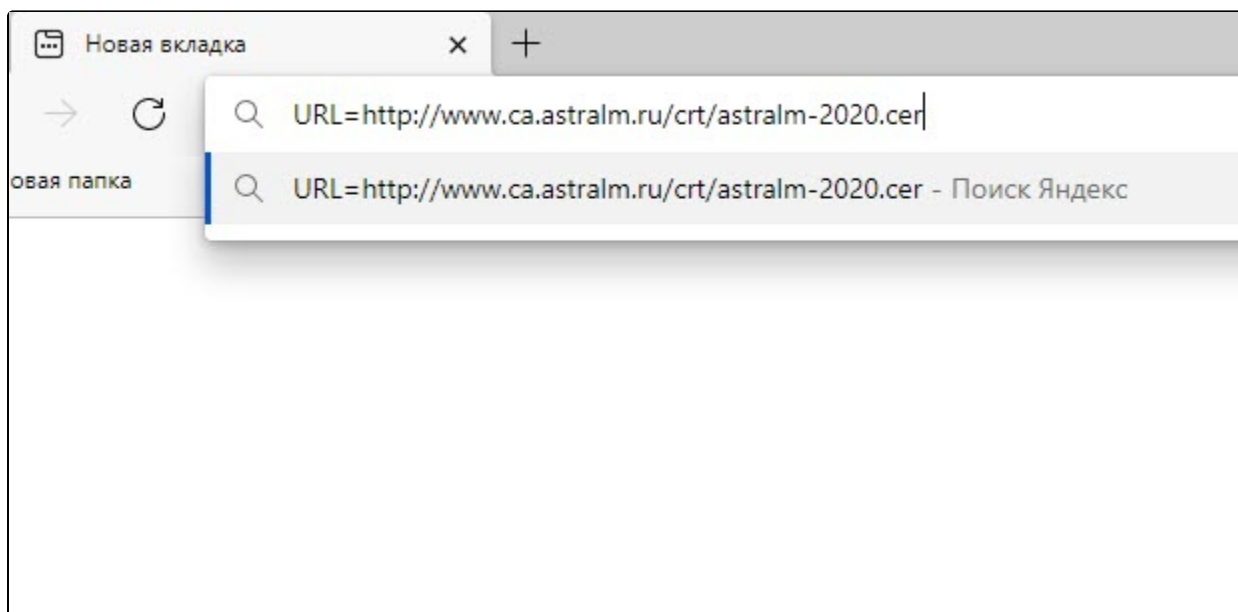 Новая вкладка
URL=http://www.ca.astralm.ru/crt/astralm-2020.cer
овая папка
URL=http://www.ca.astralm.ru/crt/astralm-2020.cer - Поиск Яндекс